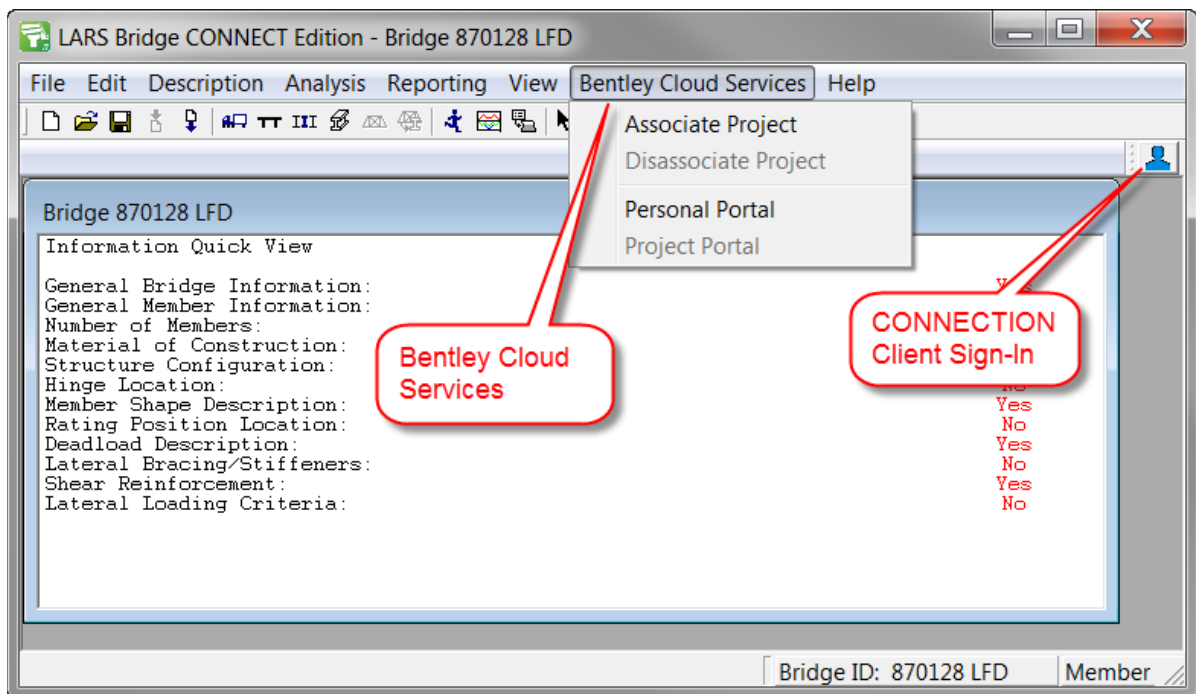 LARS Bridge CONNECT Edition - Bridge 870128 LFD
File Edit Description Analysis Reporting View Bentley Cloud Services Help
Associate Project
Disassociate Project
Personal Portal
Project Portal
Bridge 870128 LFD
Information Quick View
General Bridge Information:
General Member Information:
Number of Members:
Material of Construction:
Structure Configuration:
Hinge Location: No
Member Shape Description: Yes
Rating Position Location: No
Deadload Description: Yes
Lateral Bracing/Stiffeners: No
Shear Reinforcement: Yes
Lateral Loading Criteria: No
Bentley Cloud
Services
CONNECTION
Client Sign-In
Bridge ID: 870128 LFD Member